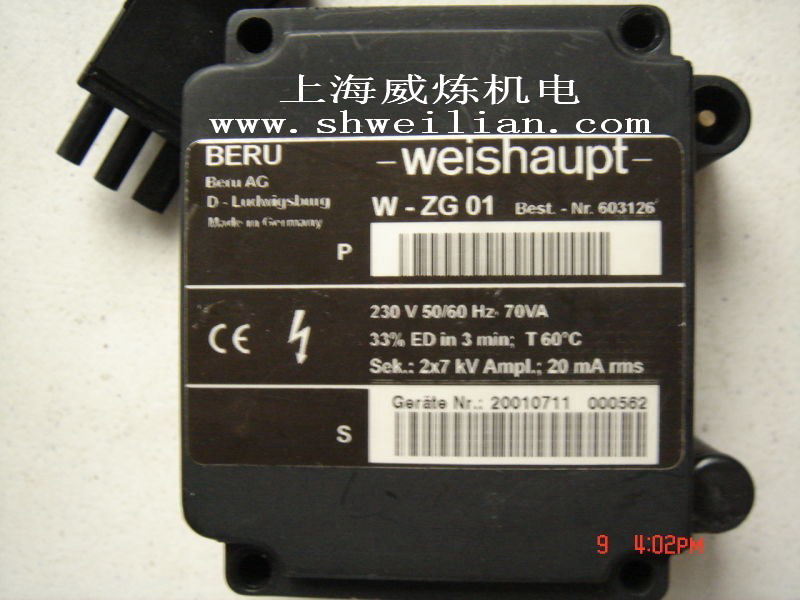 上海威炼机电
www.shweilian.com
BERU
Beru AG
D - Ludwigsburg
Made in Germany
-weishaupt-
W - ZG 01 Best. - Nr. 603126
P
230 V 50/60 Hz 70VA
33% ED in 3 min; T 60°C
Sek.: 2x7 kV Ampl.; 20 mA rms
CE
Geräte Nr.: 20010711 000562
S
9 4:02PM